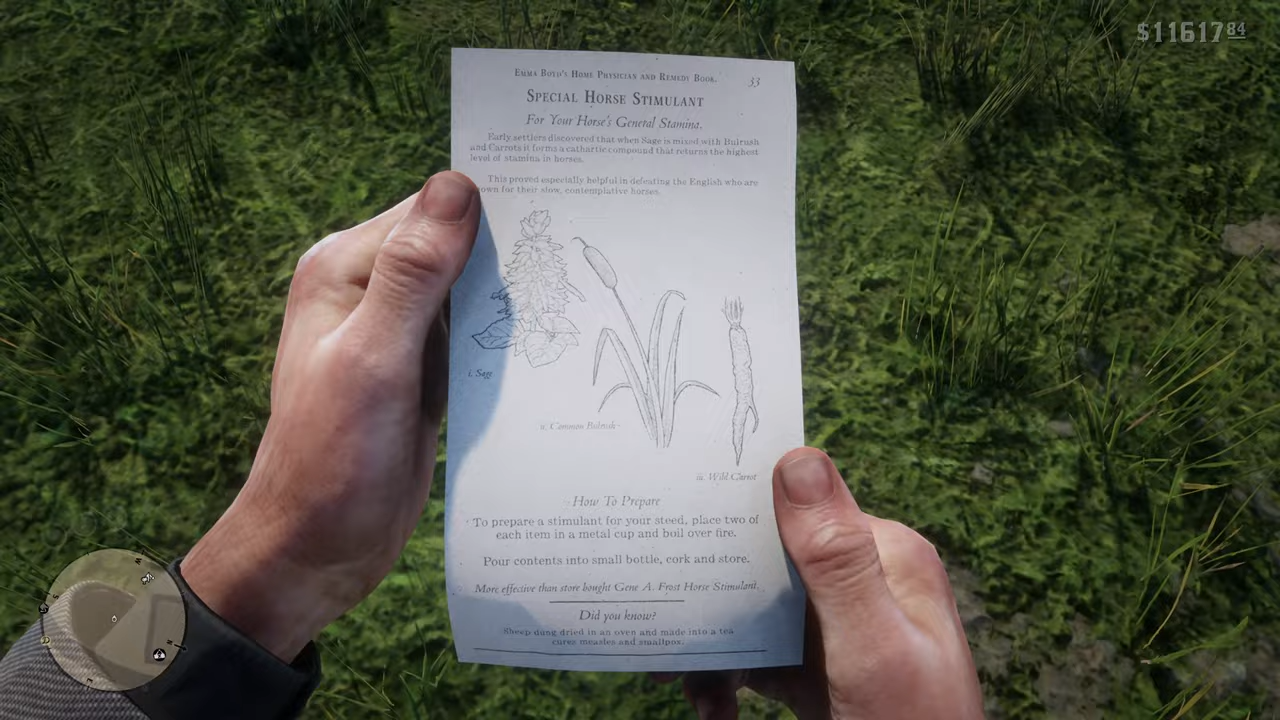 $11617.84
Emma Boyd's Home Physician and Remedy Book. 53
Special Horse Stimulant
For Your Horse's General Stamina.
Early settlers discovered that when Sage is mixed with Bulrush
and Carrots it forms a cathartic compound that returns the highest
level of stamina in horses.
This proved especially helpful in defeating the English who are
for their slow, contemplative horses.
i. Sage
ii. Common Bulrush
iii. Wild Carrot
How To Prepare
To prepare a stimulant for your steed, place two of
each item in a metal cup and boil over fire.
Pour contents into small bottle, cork and store.
More effective than store bought Gene A. Frost Horse Stimulant.
Did you know?
Sheep dung dried in an oven and made into a tea
cures measles and smallpox.